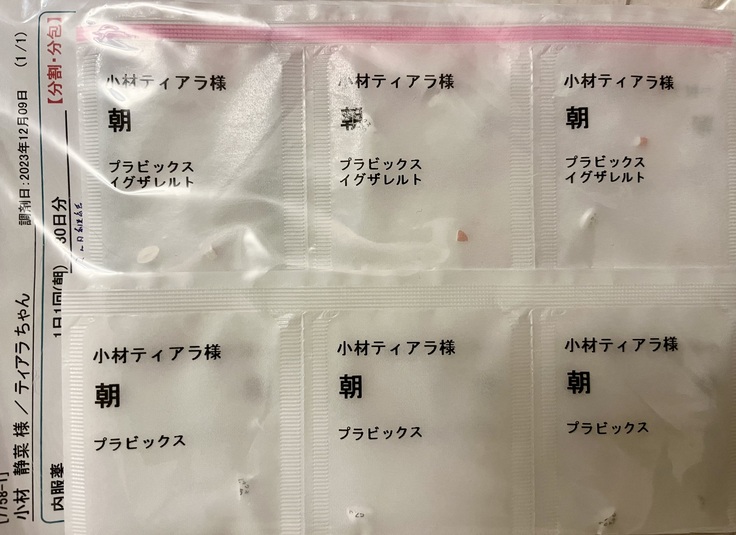 小材ティアラ様
朝
プラビックス
イグザレルト
小材ティアラ様
朝
プラビックス
イグザレルト
小材ティアラ様
朝
プラビックス
イグザレルト
小材ティアラ様
朝
プラビックス
小材ティアラ様
朝
プラビックス
小材ティアラ様
朝
プラビックス
[7758-1]
小材 静菜 様 / ティアラちゃん
調剤日:2023年12月09日 (1/1)
内服薬
1日1回(朝) 30日分
【分割・分包】